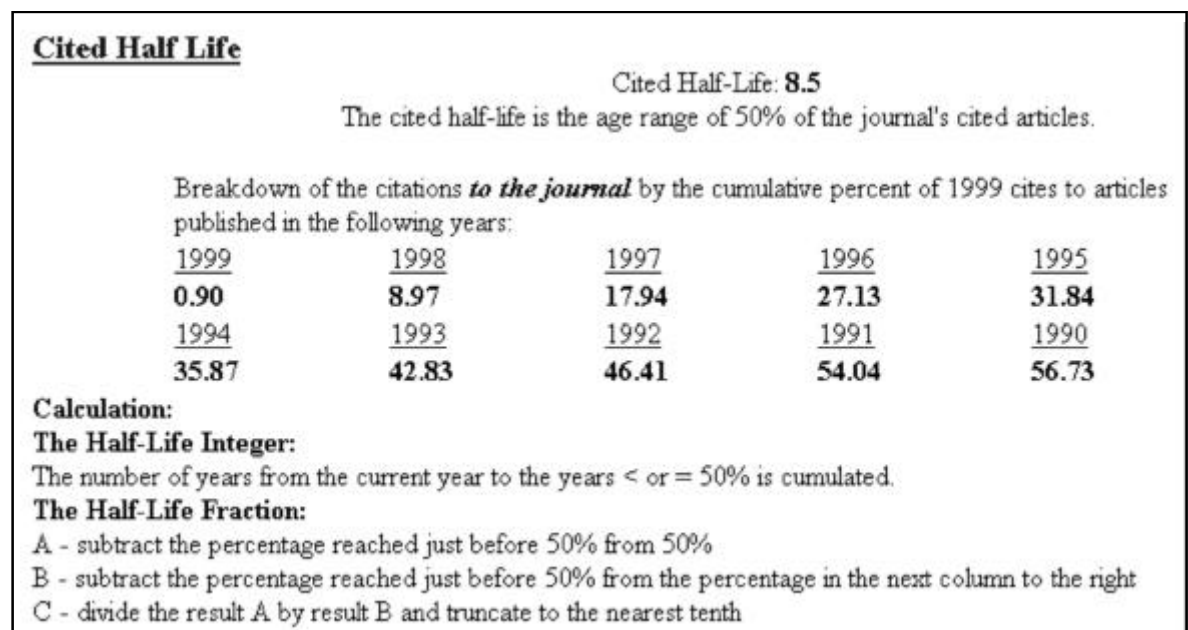 Cited Half Life
Cited Half-Life: 8.5
The cited half-life is the age range of 50% of the journal's cited articles.
Breakdown of the citations to the journal by the cumulative percent of 1999 cites to articles
published in the following years:
1999 1998 1997 1996 1995
0.90 8.97 17.94 27.13 31.84
1994 1993 1992 1991 1990
35.87 42.83 46.41 54.04 56.73
Calculation:
The Half-Life Integer:
The number of years from the current year to the years < or = 50% is cumulated.
The Half-Life Fraction:
A - subtract the percentage reached just before 50% from 50%
B - subtract the percentage reached just before 50% from the percentage in the next column to the right
C - divide the result A by result B and truncate to the nearest tenth